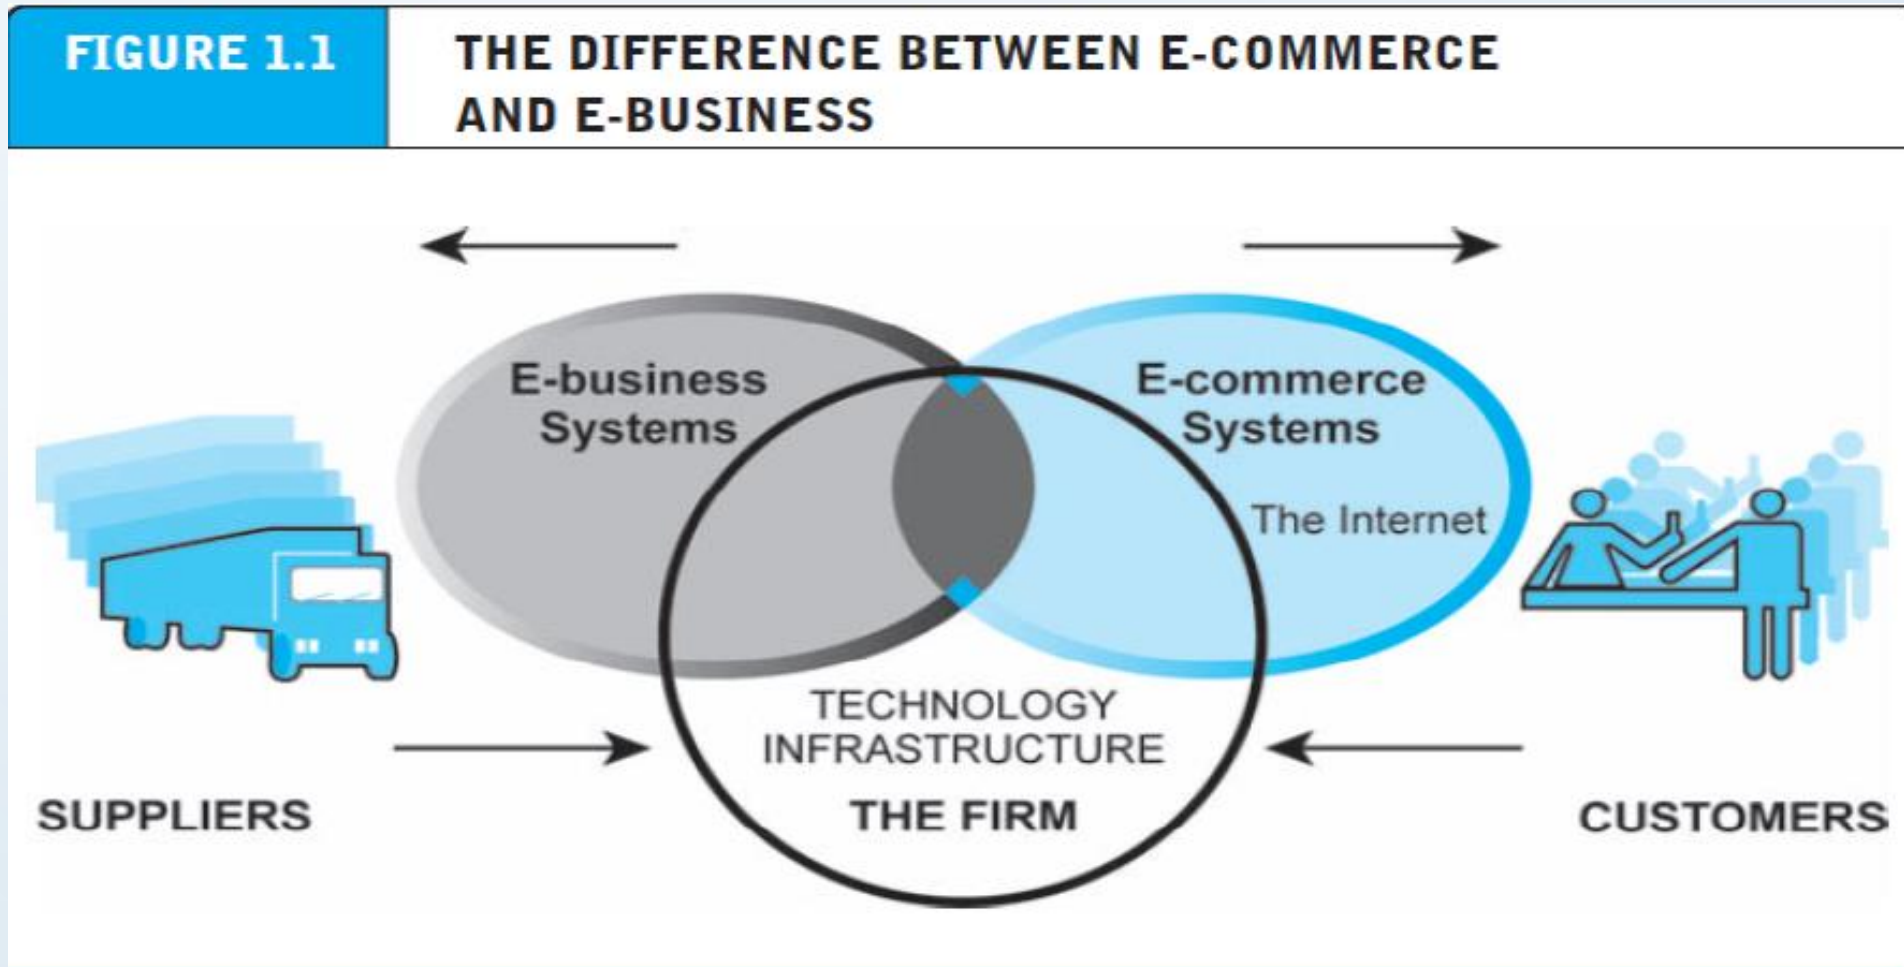 FIGURE 1.1
THE DIFFERENCE BETWEEN E-COMMERCE
AND E-BUSINESS
E-business
Systems
E-commerce
Systems
The Internet
TECHNOLOGY
INFRASTRUCTURE
THE FIRM
SUPPLIERS
CUSTOMERS